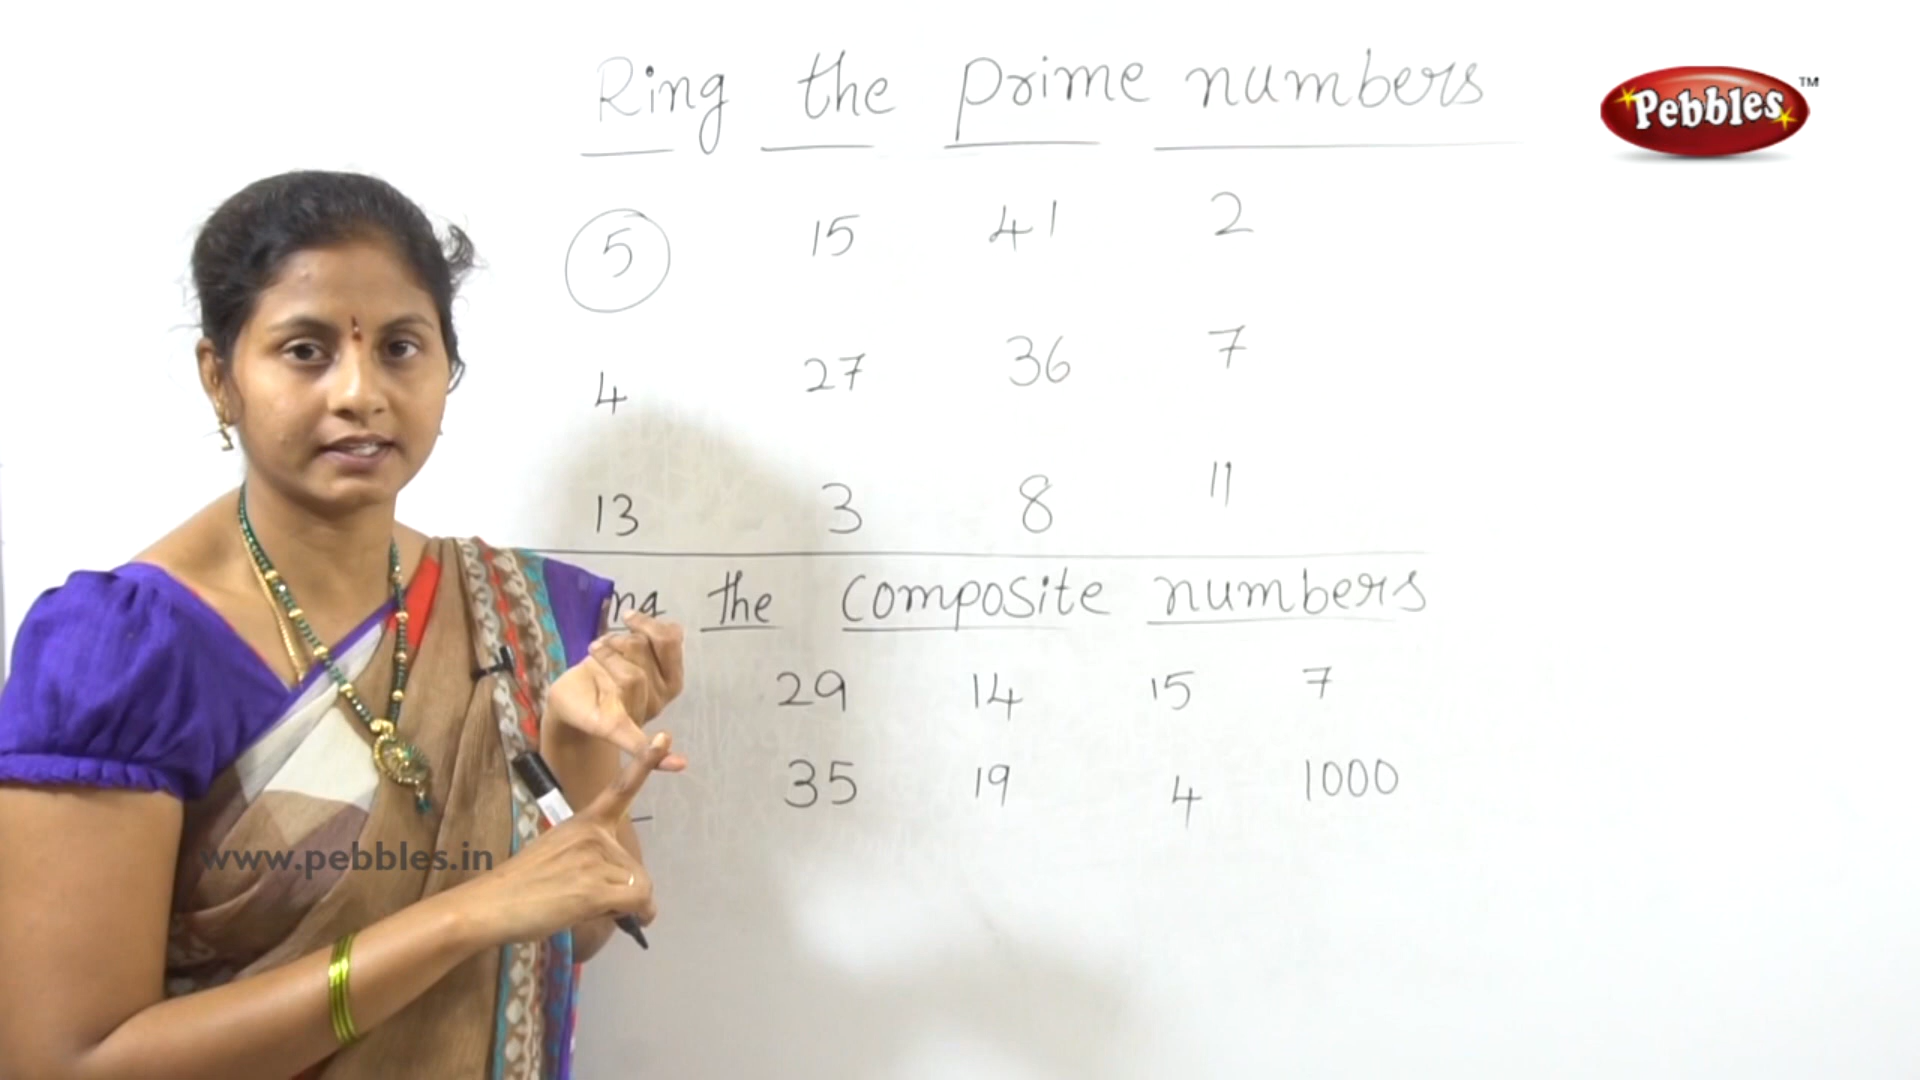 Ring the prime numbers
Pebbles TM
5 15 41 2
4 27 36 7
13 3 8 11
the composite numbers
29 14 15 7
35 19 4 1000
www.pebbles.in